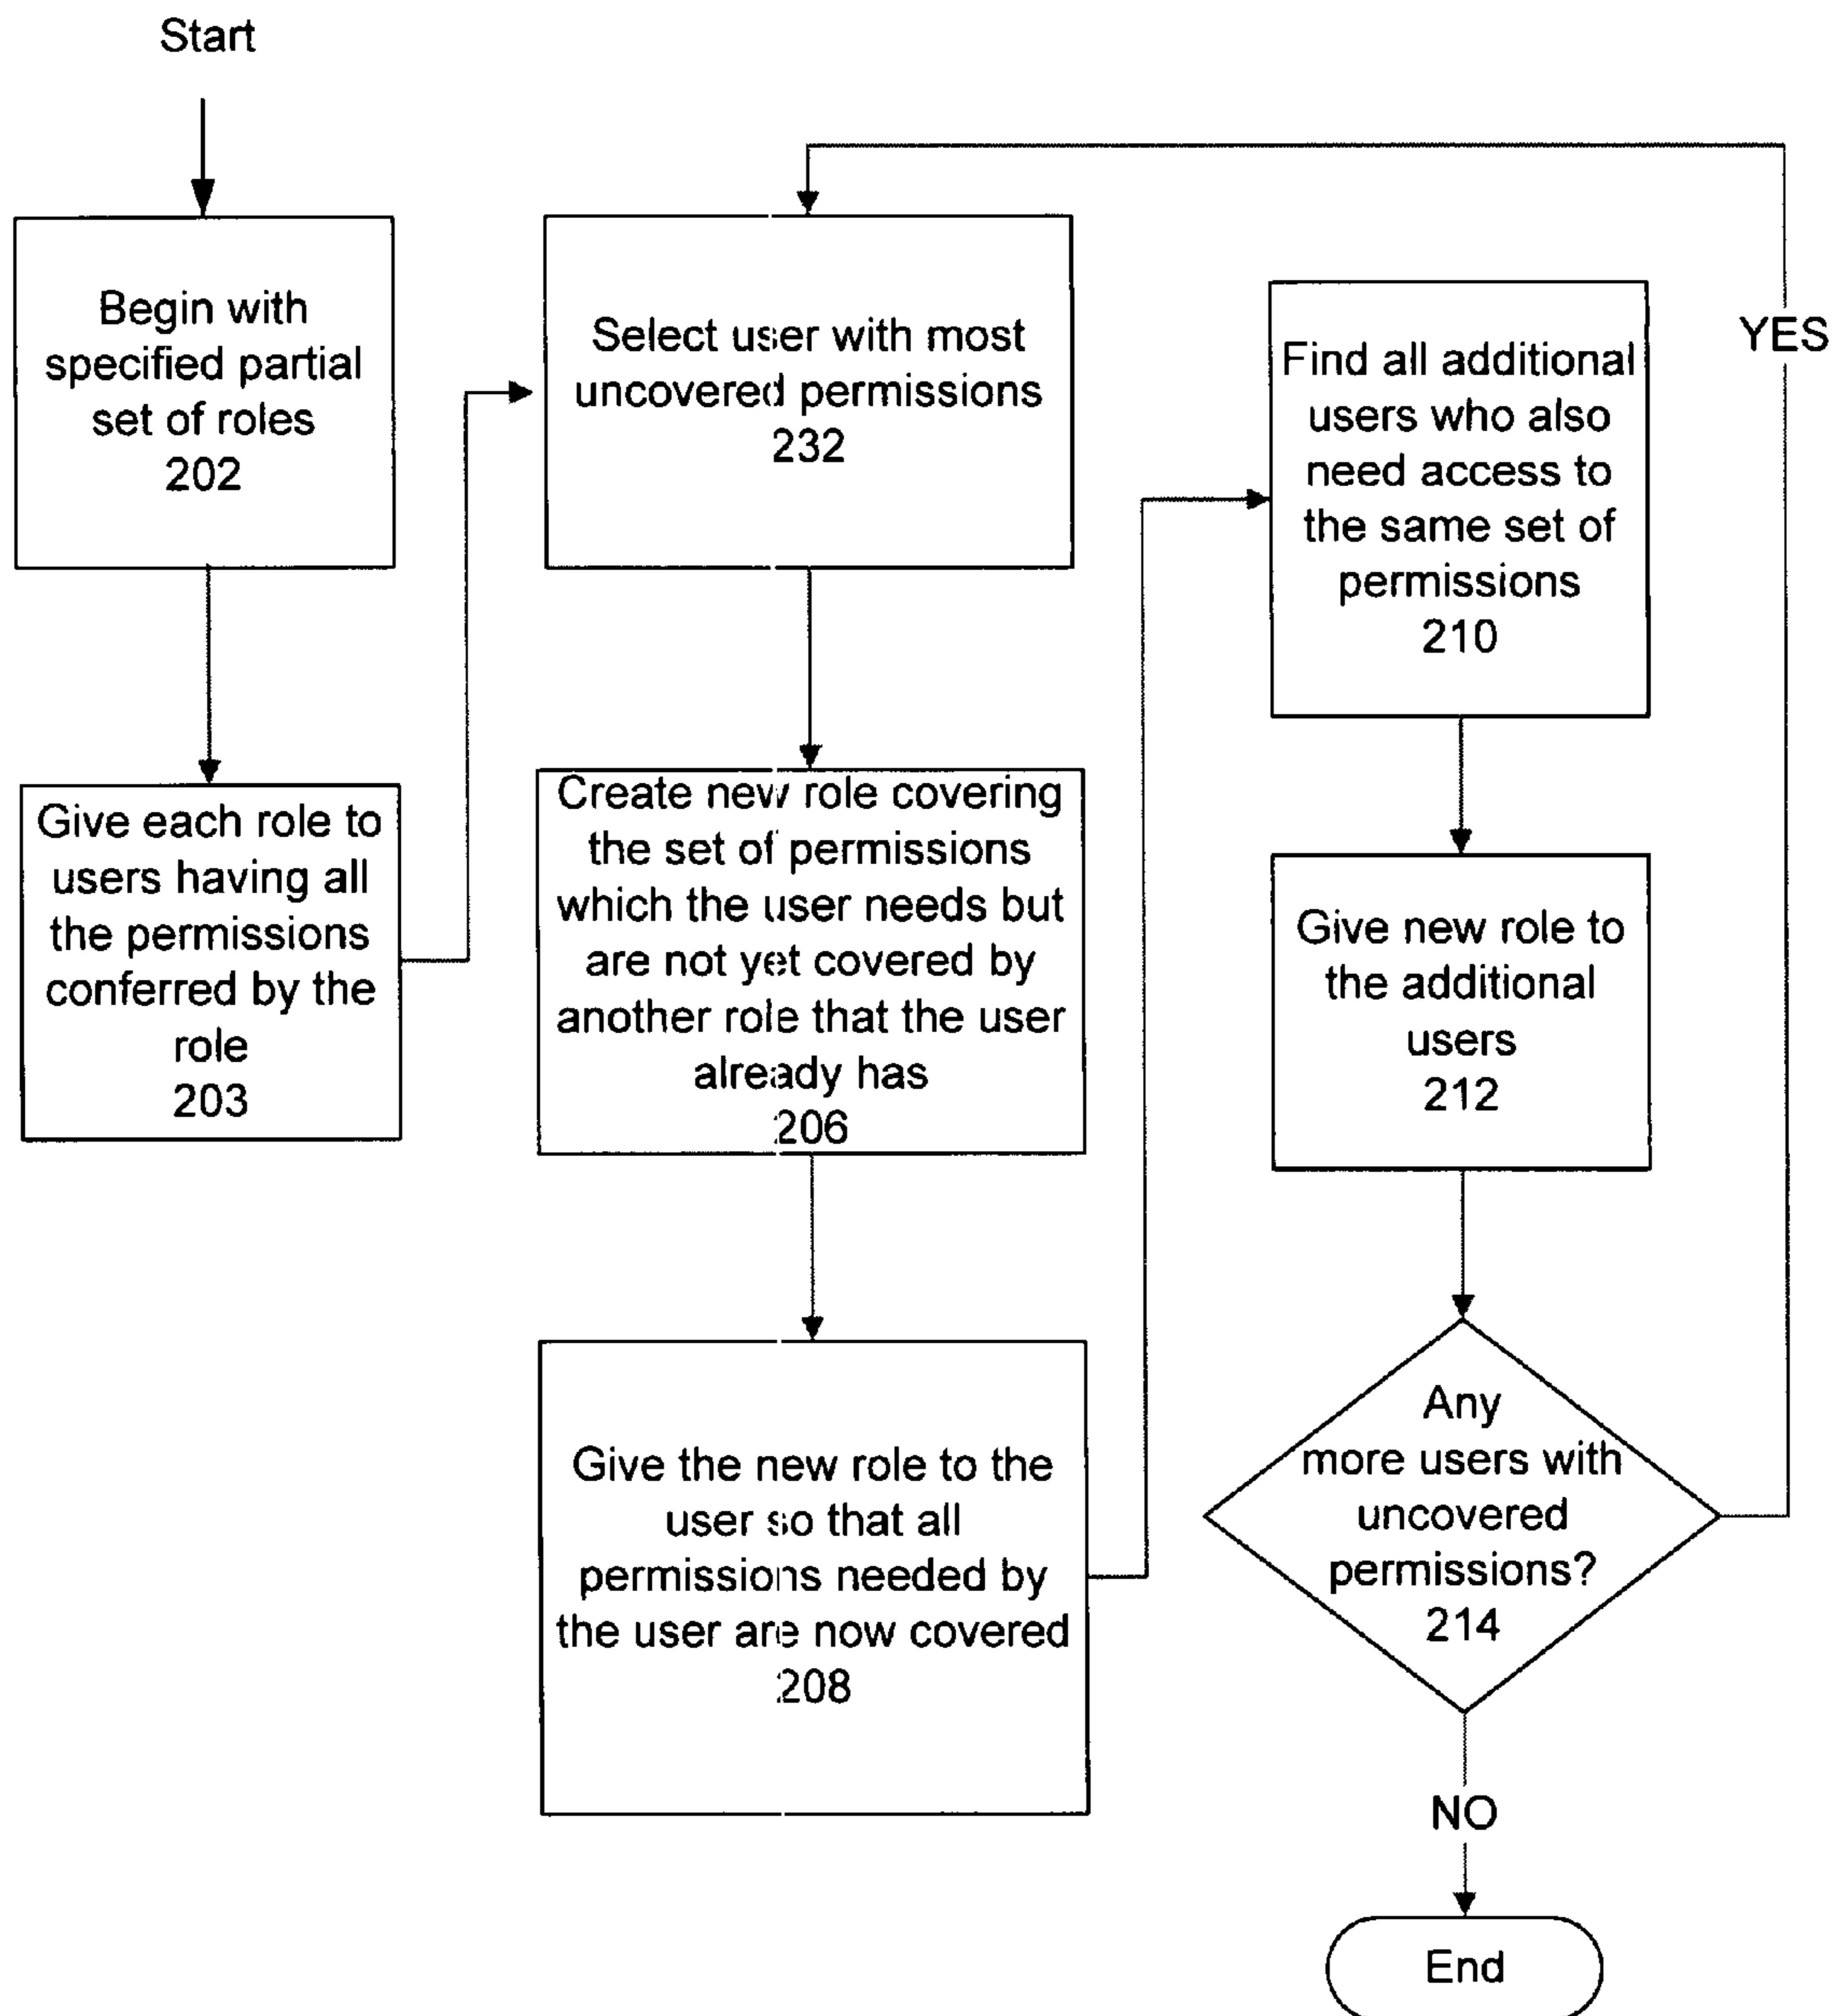 Start
Begin with
specified partial
set of roles
202
Give each role to
users having all
the permissions
conferred by the
role
203
Select user with most
uncovered permissions
232
Create new role covering
the set of permissions
which the user needs but
are not yet covered by
another role that the user
already has
206
Give the new role to the
user so that all
permissions needed by
the user are now covered
208
Find all additional
users who also
need access to
the same set of
permissions
210
Give new role to
the additional
users
212
Any
more users with
uncovered
permissions?
214
YES
NO
End